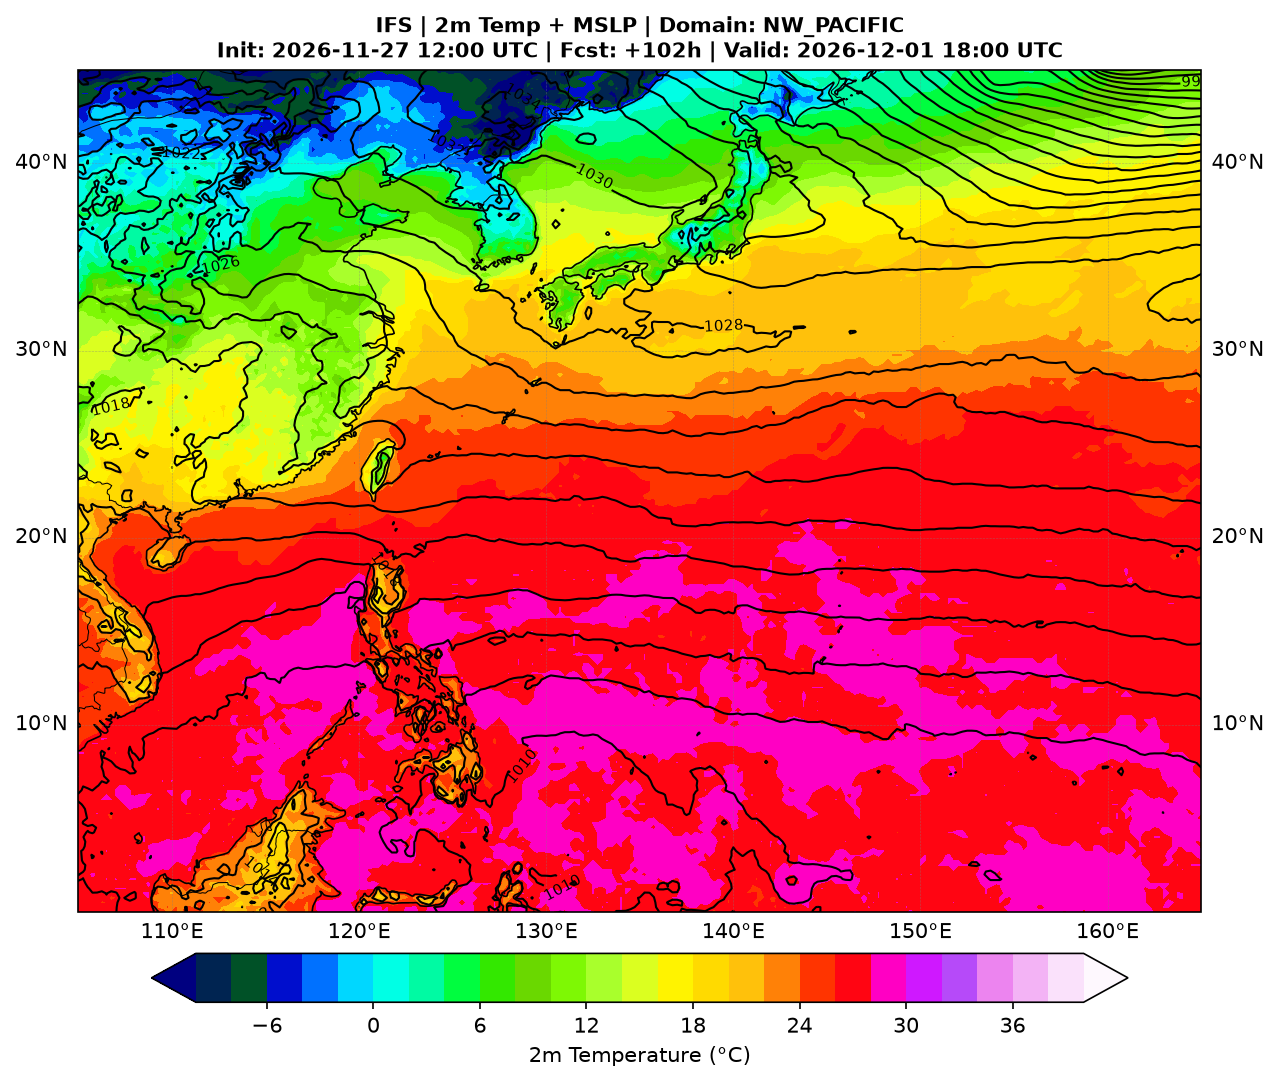 IFS | 2m Temp + MSLP | Domain: NW_PACIFIC
Init: 2026-11-27 12:00 UTC | Fcst: +102h | Valid: 2026-12-01 18:00 UTC
1022
1030
1026
1028
1018
1010
1010
40°N 40°N
30°N 30°N
20°N 20°N
10°N 10°N
110°E 120°E 130°E 140°E 150°E 160°E
−6 0 6 12 18 24 30 36
2m Temperature (°C)